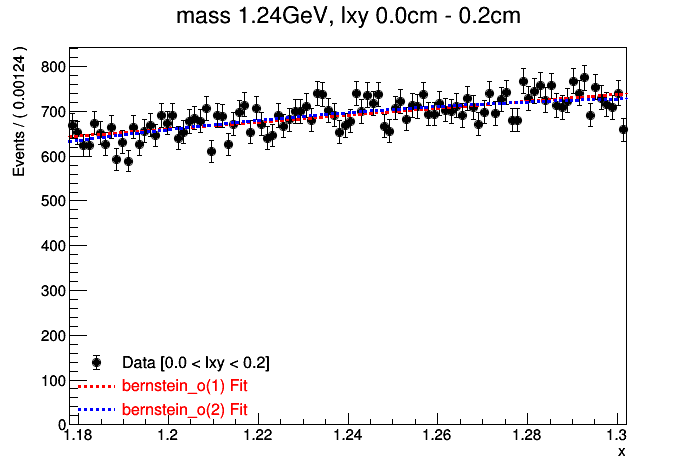 mass 1.24GeV, lxy 0.0cm - 0.2cm
Events / ( 0.00124 )
800
700
600
500
400
300
200
100
0
Data [0.0 < lxy < 0.2]
bernstein_o(1) Fit
bernstein_o(2) Fit
1.18 1.2 1.22 1.24 1.26 1.28 1.3
x